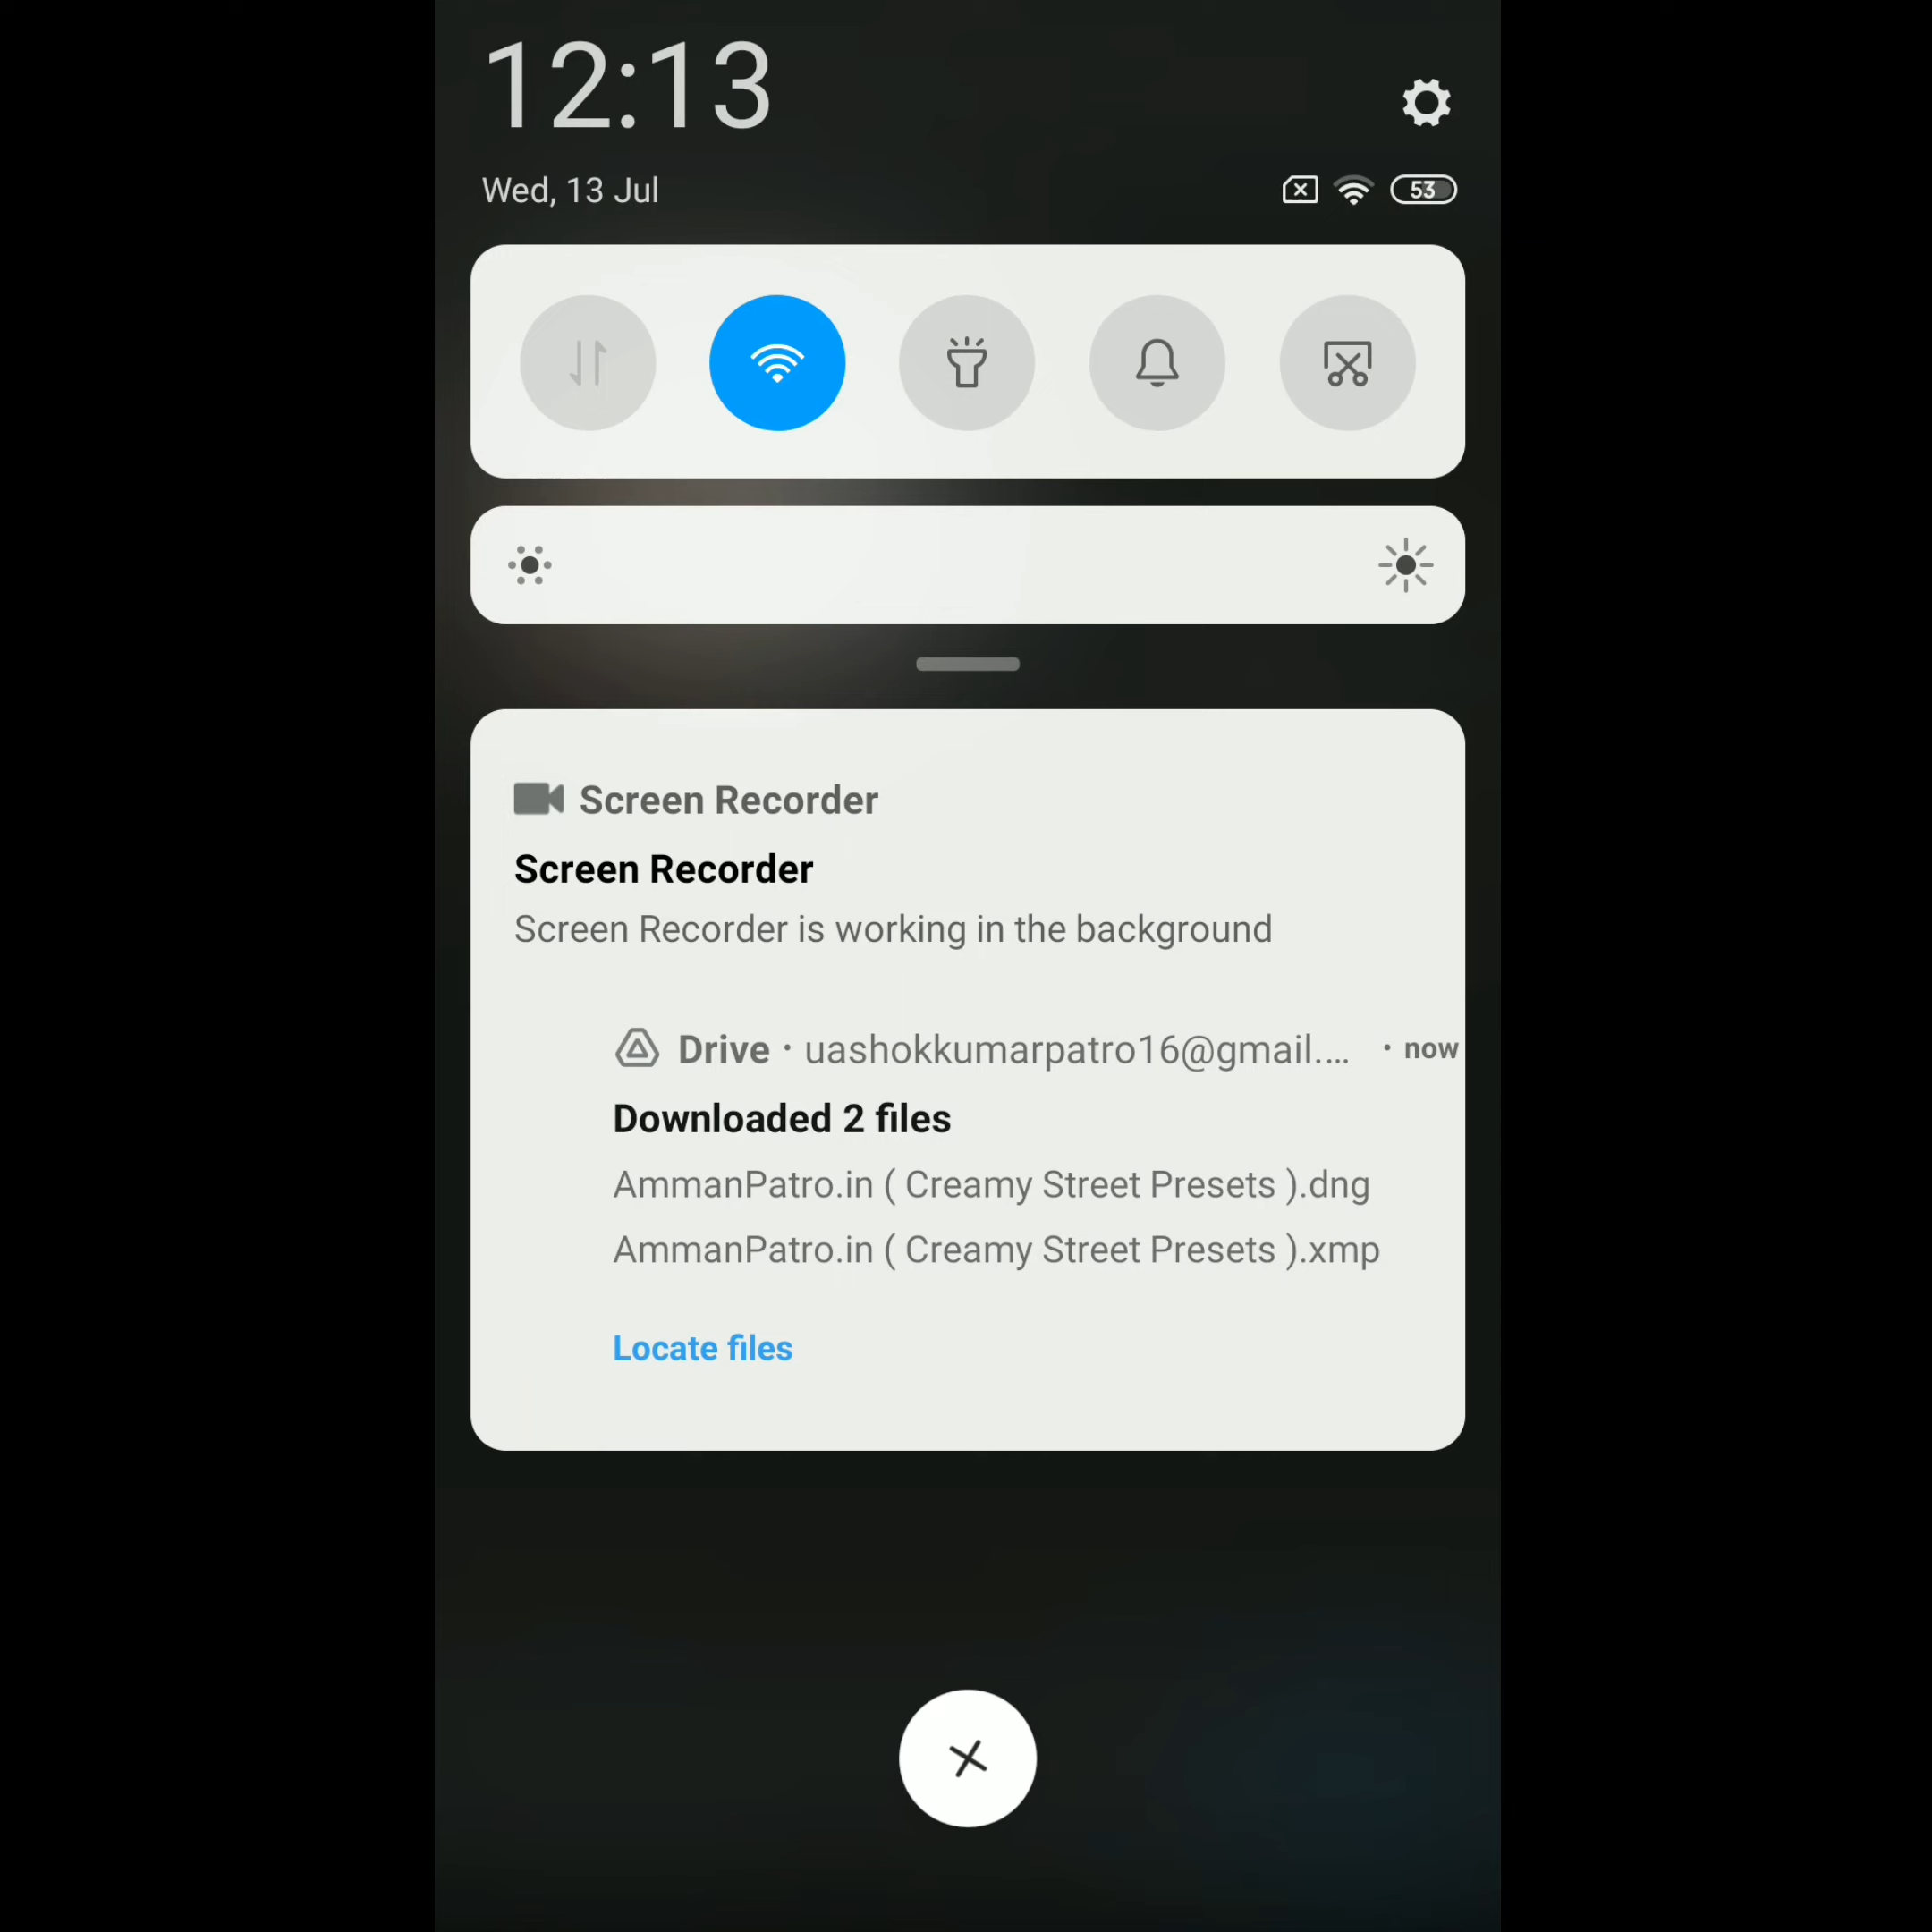 12:13
Wed, 13 Jul
53
Screen Recorder
Screen Recorder
Screen Recorder is working in the background
Drive · uashokkumarpatro16@gmail.... · now
Downloaded 2 files
AmmanPatro.in ( Creamy Street Presets ).dng
AmmanPatro.in ( Creamy Street Presets ).xmp
Locate files